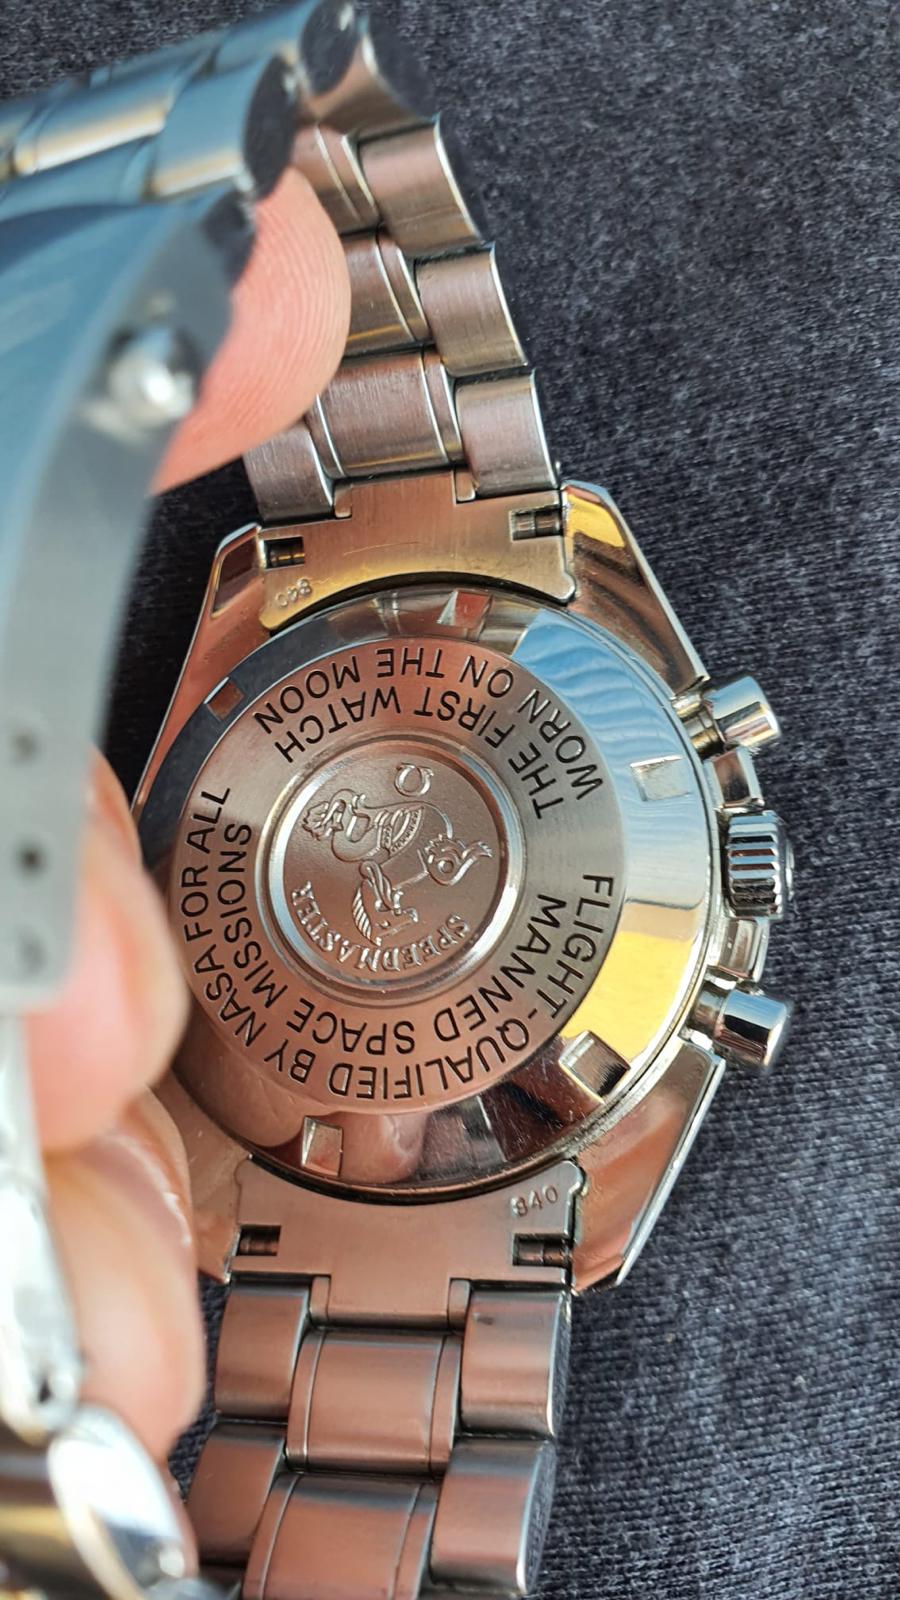 840
THE FIRST WATCH
WORN ON THE MOON
FLIGHT-QUALIFIED BY NASA FOR ALL
MANNED SPACE MISSIONS
Ω
SPEEDMASTER
840